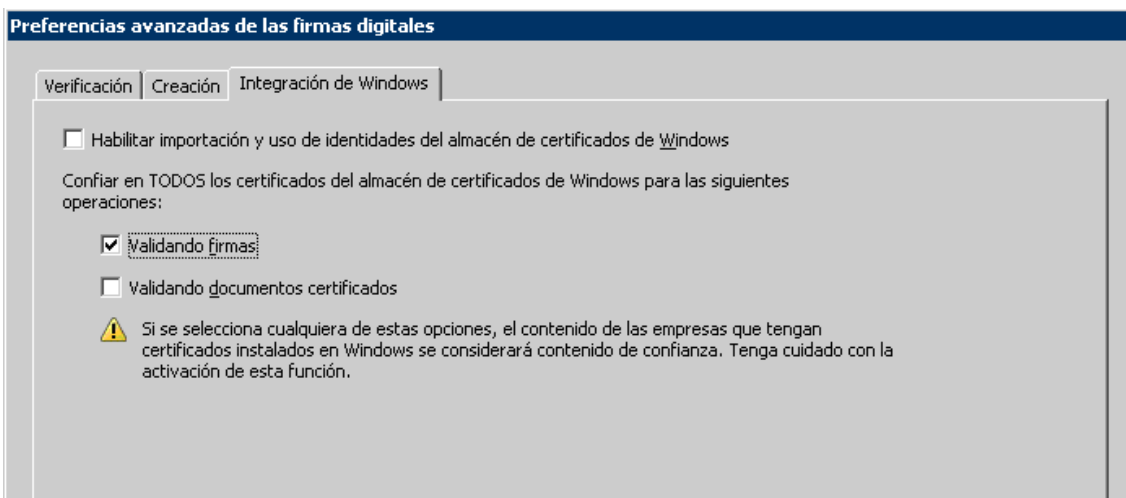 Preferencias avanzadas de las firmas digitales
Verificación
Creación
Integración de Windows
Habilitar importación y uso de identidades del almacén de certificados de Windows
Confiar en TODOS los certificados del almacén de certificados de Windows para las siguientes
operaciones:
Validando firmas
Validando documentos certificados
Si se selecciona cualquiera de estas opciones, el contenido de las empresas que tengan
certificados instalados en Windows se considerará contenido de confianza. Tenga cuidado con la
activación de esta función.